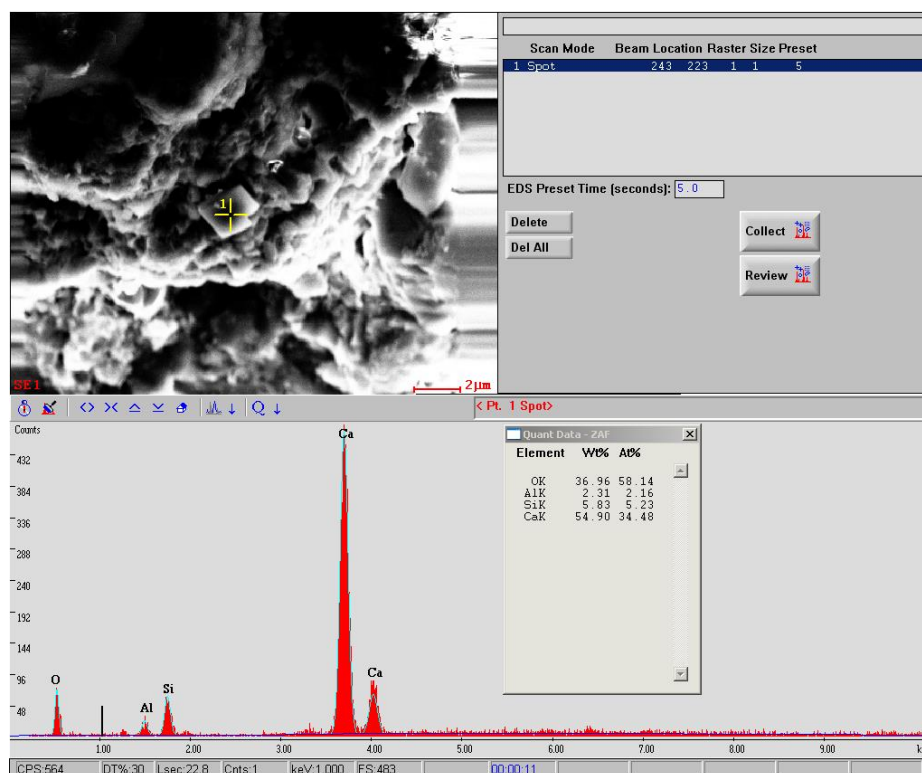 Scan Mode Beam Location Raster Size Preset
1 Spot 243 223 1 1 5
EDS Preset Time (seconds): 5.0
Delete
Del All
Collect
Review
1
SE1
2µm
< Pt. 1 Spot>
Counts
432
384
336
288
240
192
144
96
48
O
Al
Si
Ca
Ca
Quant Data - ZAF
Element Wt% At%
OK 36.96 58.14
AlK 2.31 2.16
SiK 5.83 5.23
CaK 54.90 34.48
1.00 2.00 3.00 4.00 5.00 6.00 7.00 8.00 9.00 k
CPS:564 DT%:30 Lsec:22.8 Cnts:1 keV:1.000 FS:483 00:00:11